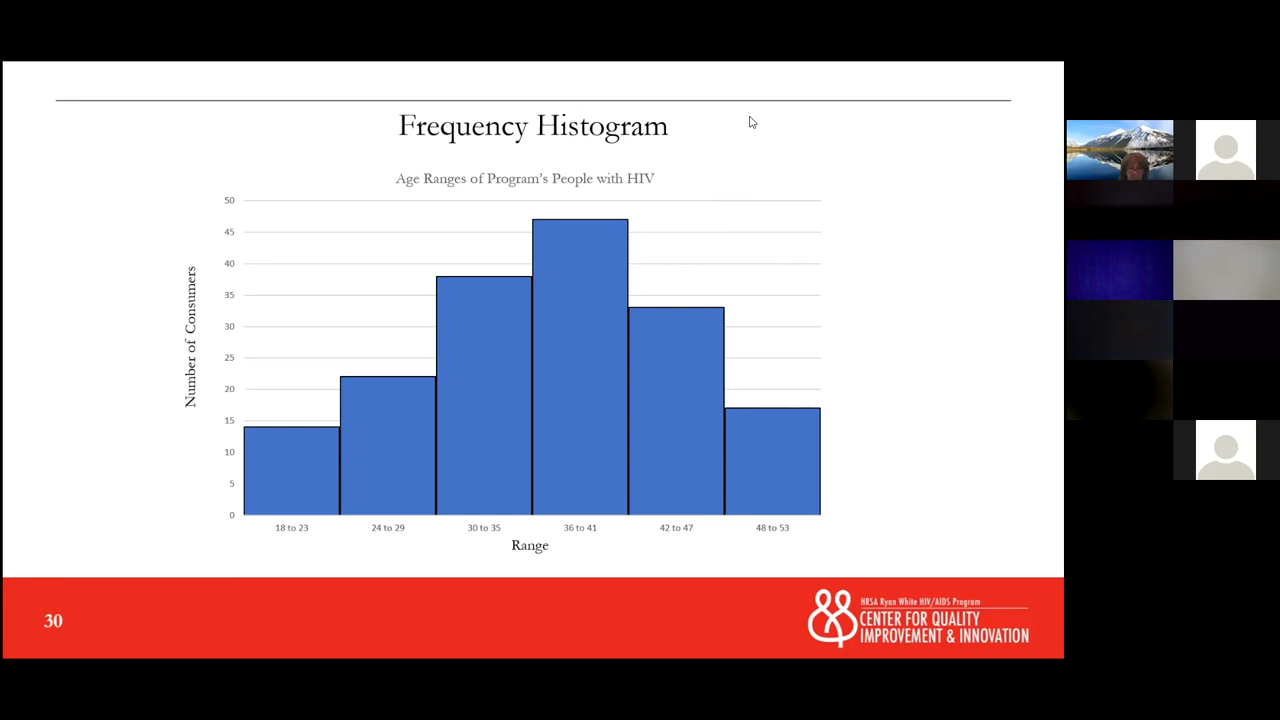 Frequency Histogram
Age Ranges of Program's People with HIV
50
45
40
35
30
25
20
15
10
5
0
Number of Consumers
18 to 23 24 to 29 30 to 35 36 to 41 42 to 47 48 to 53
Range
30
HRSA Ryan White HIV/AIDS Program
CENTER FOR QUALITY
IMPROVEMENT & INNOVATION